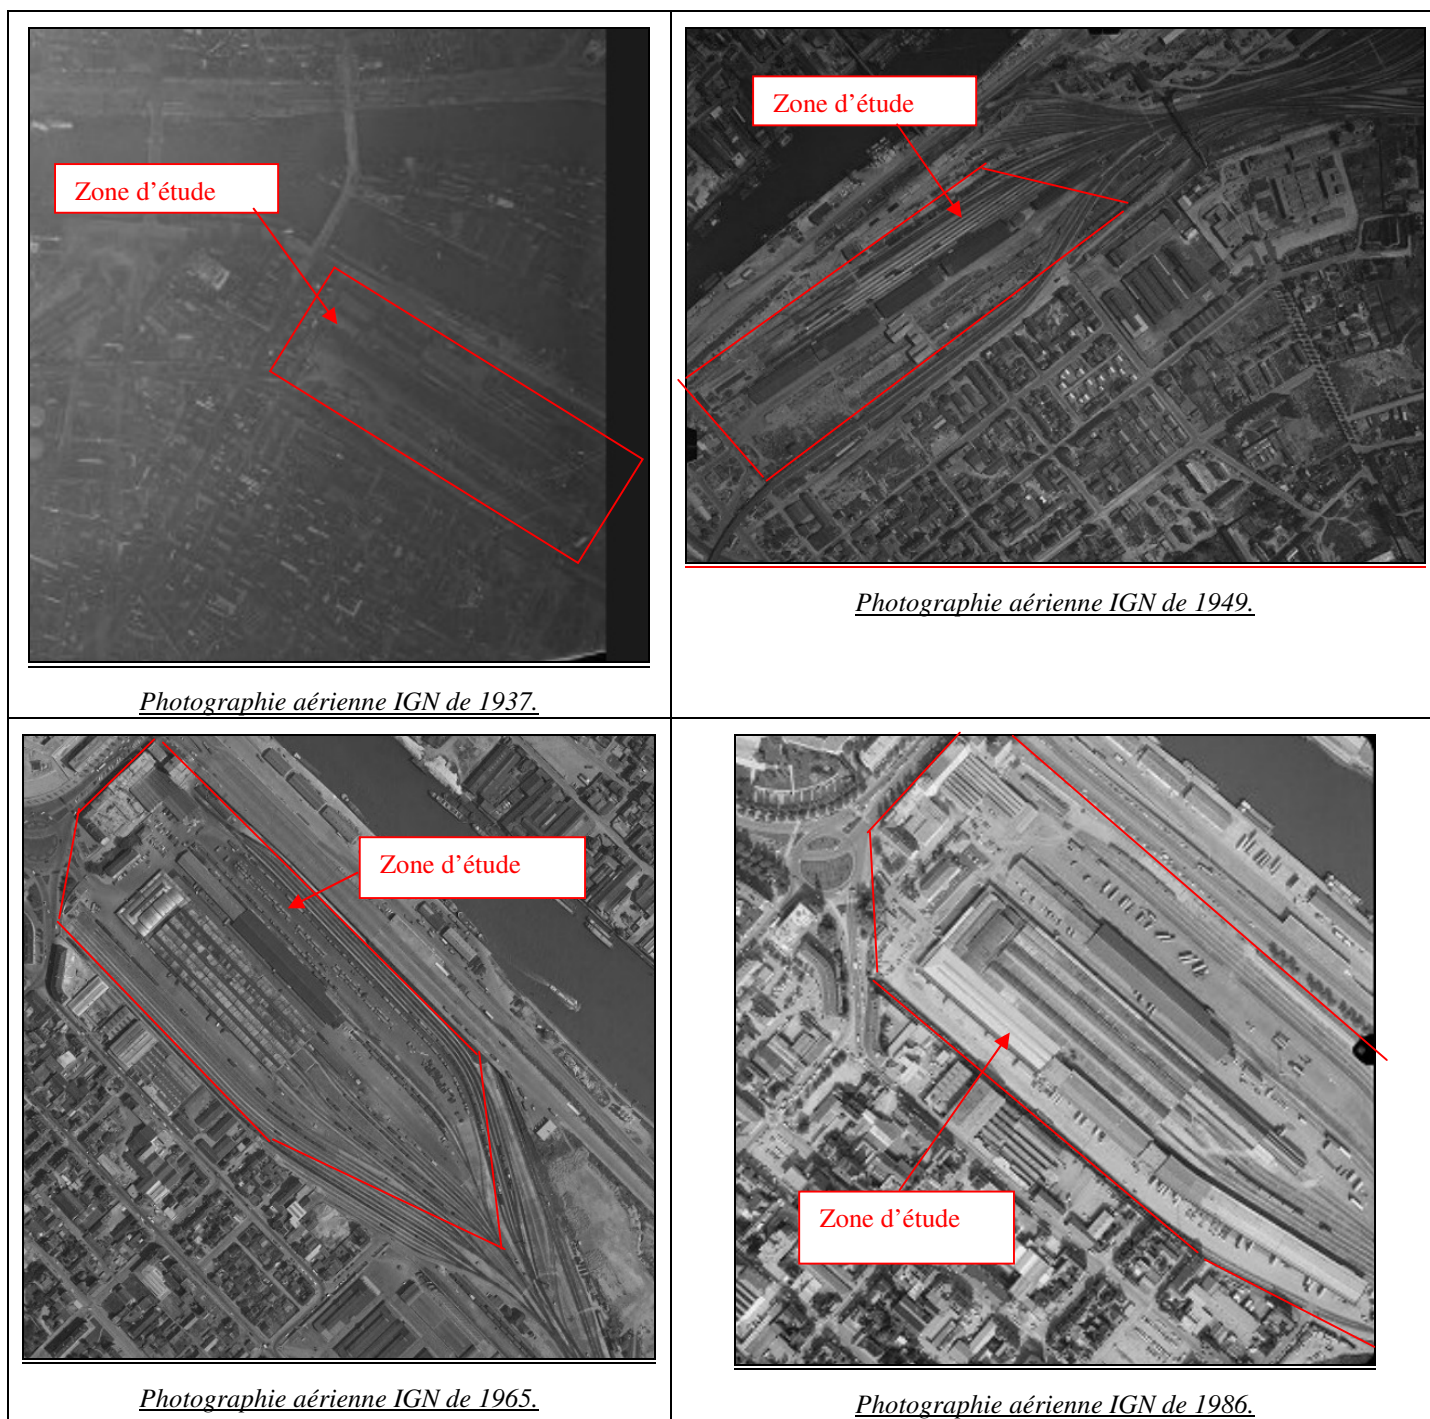 Zone d'étude
Zone d'étude
Photographie aérienne IGN de 1937.
Photographie aérienne IGN de 1949.
Zone d'étude
Zone d'étude
Photographie aérienne IGN de 1965.
Photographie aérienne IGN de 1986.